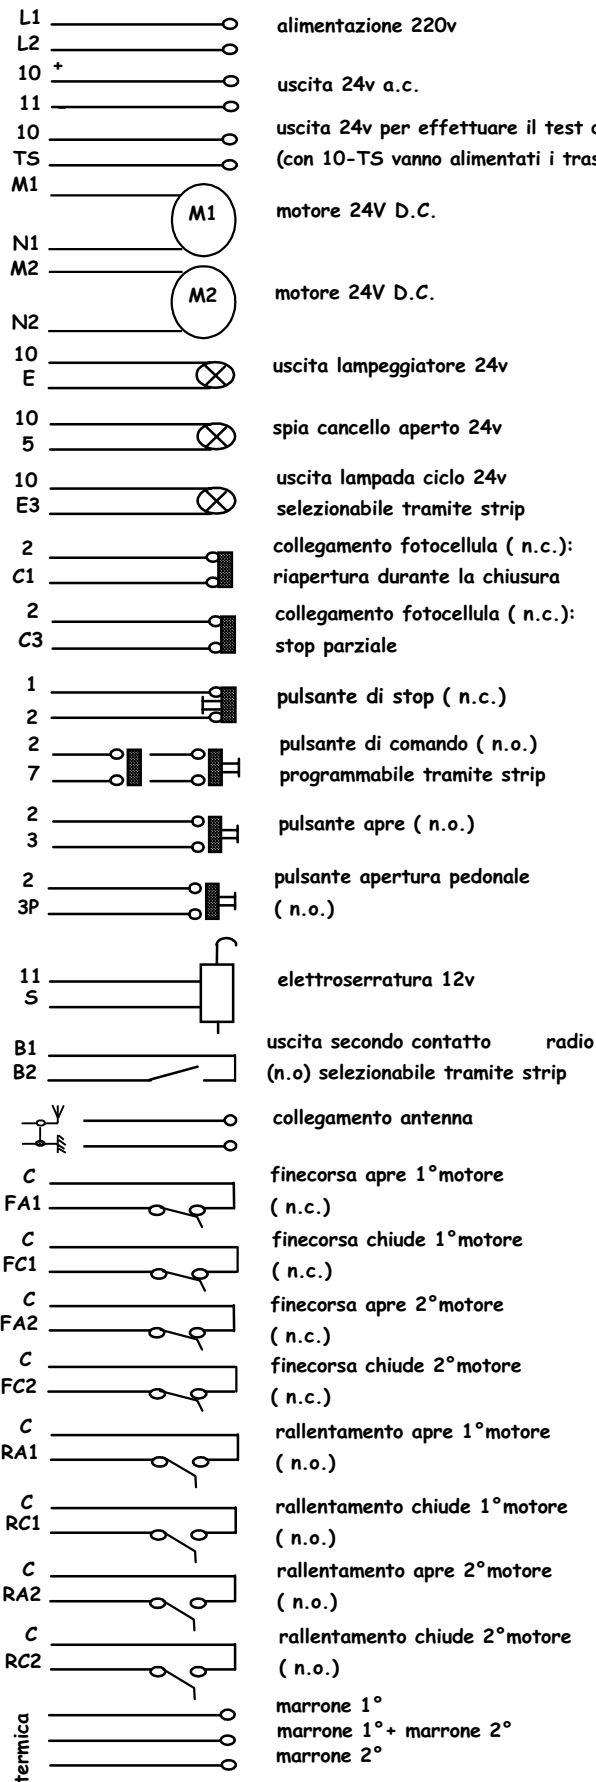 L1
alimentazione 220v
L2
10 +
uscita 24v a.c.
11 -
10
uscita 24v per effettuare il test
TS
(con 10-TS vanno alimentati i
M1
M1
motore 24V D.C.
N1
M2
M2
motore 24V D.C.
N2
10
uscita lampeggiatore 24v
E
10
spia cancello aperto 24v
5
10
uscita lampada ciclo 24v
E3
selezionabile tramite strip
2
collegamento fotocellula ( n.c.):
C1
riapertura durante la chiusura
2
collegamento fotocellula ( n.c.):
C3
stop parziale
1
pulsante di stop ( n.c.)
2
2
pulsante di comando ( n.o.)
7
programmabile tramite strip
2
pulsante apre ( n.o.)
3
2
pulsante apertura pedonale
3P
( n.o.)
11
elettroserratura 12v
S
B1
uscita secondo contatto radio
B2
(n.o) selezionabile tramite strip
collegamento antenna
C
finecorsa apre 1°motore
FA1
( n.c.)
C
finecorsa chiude 1°motore
FC1
( n.c.)
C
finecorsa apre 2°motore
FA2
( n.c.)
C
finecorsa chiude 2°motore
FC2
( n.c.)
C
rallentamento apre 1°motore
RA1
( n.o.)
C
rallentamento chiude 1°motore
RC1
( n.o.)
C
rallentamento apre 2°motore
RA2
( n.o.)
C
rallentamento chiude 2°motore
RC2
( n.o.)
termica
marrone 1°
marrone 1°+ marrone 2°
marrone 2°